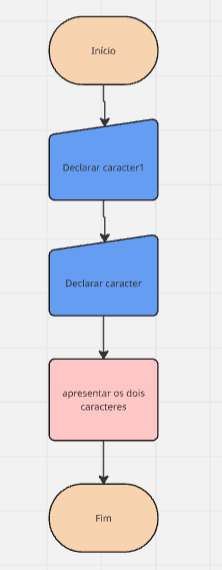 Início
Declarar caracter1
Declarar caracter
apresentar os dois
caracteres
Fim